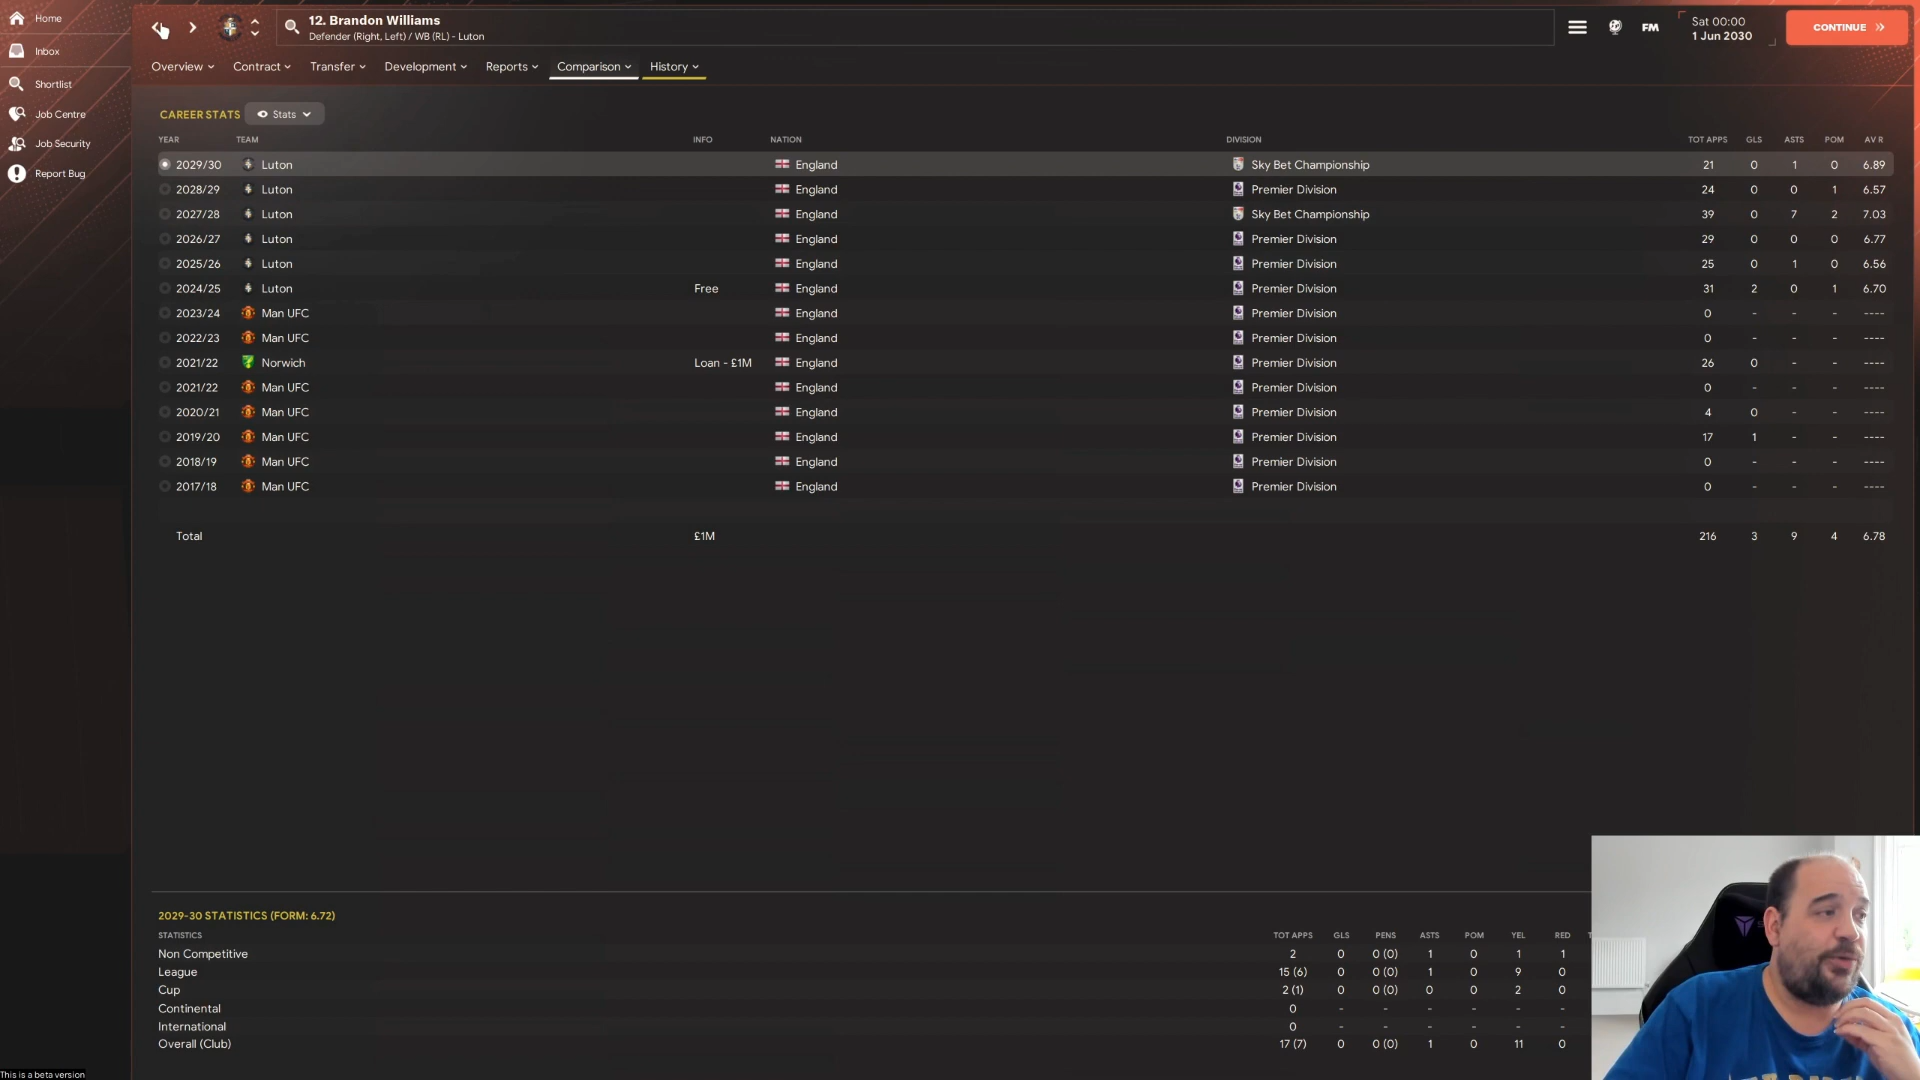 Home
Inbox
Shortlist
Job Centre
Job Security
Report Bug
12. Brandon Williams
Defender (Right, Left) / WB (RL) - Luton
FM
Sat 00:00
1 Jun 2030
CONTINUE
Overview Contract Transfer Development Reports Comparison History
CAREER STATS Stats
YEAR TEAM INFO NATION DIVISION TOT APPS GLS ASTS POM AV R
2029/30 Luton England Sky Bet Championship 21 0 1 0 6.89
2028/29 Luton England Premier Division 24 0 0 1 6.57
2027/28 Luton England Sky Bet Championship 39 0 7 2 7.03
2026/27 Luton England Premier Division 29 0 0 0 6.77
2025/26 Luton England Premier Division 25 0 1 0 6.56
2024/25 Luton Free England Premier Division 31 2 0 1 6.70
2023/24 Man UFC England Premier Division 0 - - - ----
2022/23 Man UFC England Premier Division 0 - - - ----
2021/22 Norwich Loan - £1M England Premier Division 26 0 - - ----
2021/22 Man UFC England Premier Division 0 - - - ----
2020/21 Man UFC England Premier Division 4 0 - - ----
2019/20 Man UFC England Premier Division 17 1 - - ----
2018/19 Man UFC England Premier Division 0 - - - ----
2017/18 Man UFC England Premier Division 0 - - - ----
Total £1M 216 3 9 4 6.78
2029-30 STATISTICS (FORM: 6.72)
STATISTICS TOT APPS GLS PENS ASTS POM YEL RED
Non Competitive 2 0 0 (0) 1 0 1 1
League 15 (6) 0 0 (0) 1 0 9 0
Cup 2 (1) 0 0 (0) 0 0 2 0
Continental 0 - - - - - -
International 0 - - - - - -
Overall (Club) 17 (7) 0 0 (0) 1 0 11 0
This is a beta version